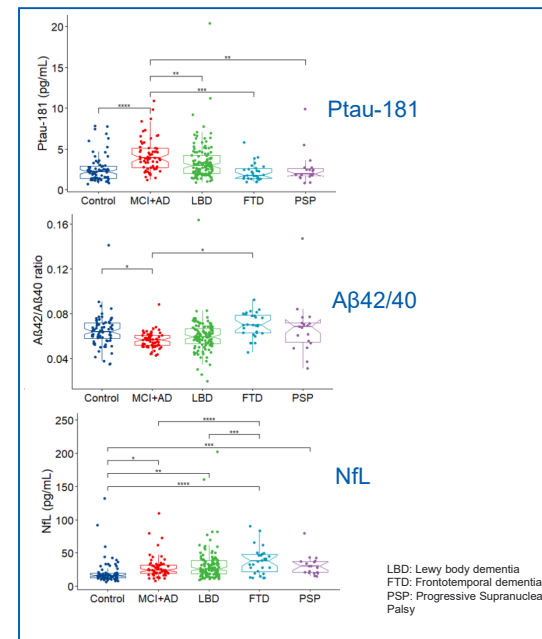 20
15
10
5
0
Ptau-181 (pg/mL)
**
**
***
****
Ptau-181
Control MCI+AD LBD FTD PSP
0.16
0.12
0.08
0.04
Aβ42/Aβ40 ratio
*
*
Aβ42/40
Control MCI+AD LBD FTD PSP
250
200
150
100
50
0
NfL (pg/mL)
****
***
***
*
**
****
NfL
Control MCI+AD LBD FTD PSP
LBD: Lewy body dementia
FTD: Frontotemporal dementia
PSP: Progressive Supranuclea
Palsy